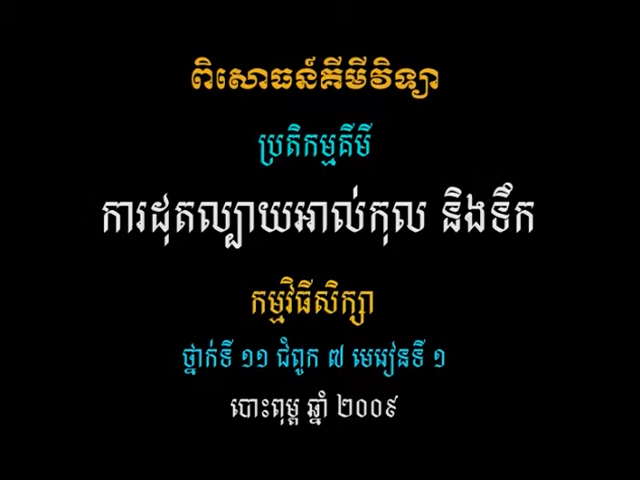 ពិសោធន៍គីមីវិទ្យា
ប្រតិកម្មគីមី
ការដុតល្បាយអាល់កុល និងទឹក
កម្មវិធីសិក្សា
ថ្នាក់ទី ១១ ជំពូក ៧ មេរៀនទី ១
បោះពុម្ព ឆ្នាំ ២០០៩